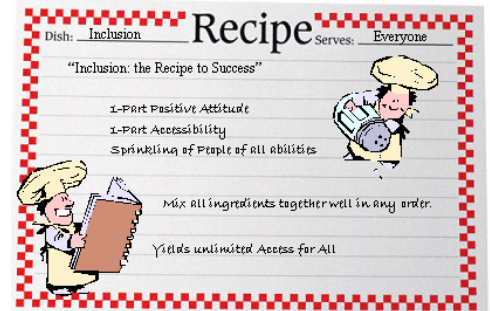 Dish: Inclusion Recipe Serves: Everyone
"Inclusion: the Recipe to Success"
1-Part Positive Attitude
1-Part Accessibility
Sprinkling of People of all abilities
Mix all ingredients together well in any order.
Yields unlimited Access for All